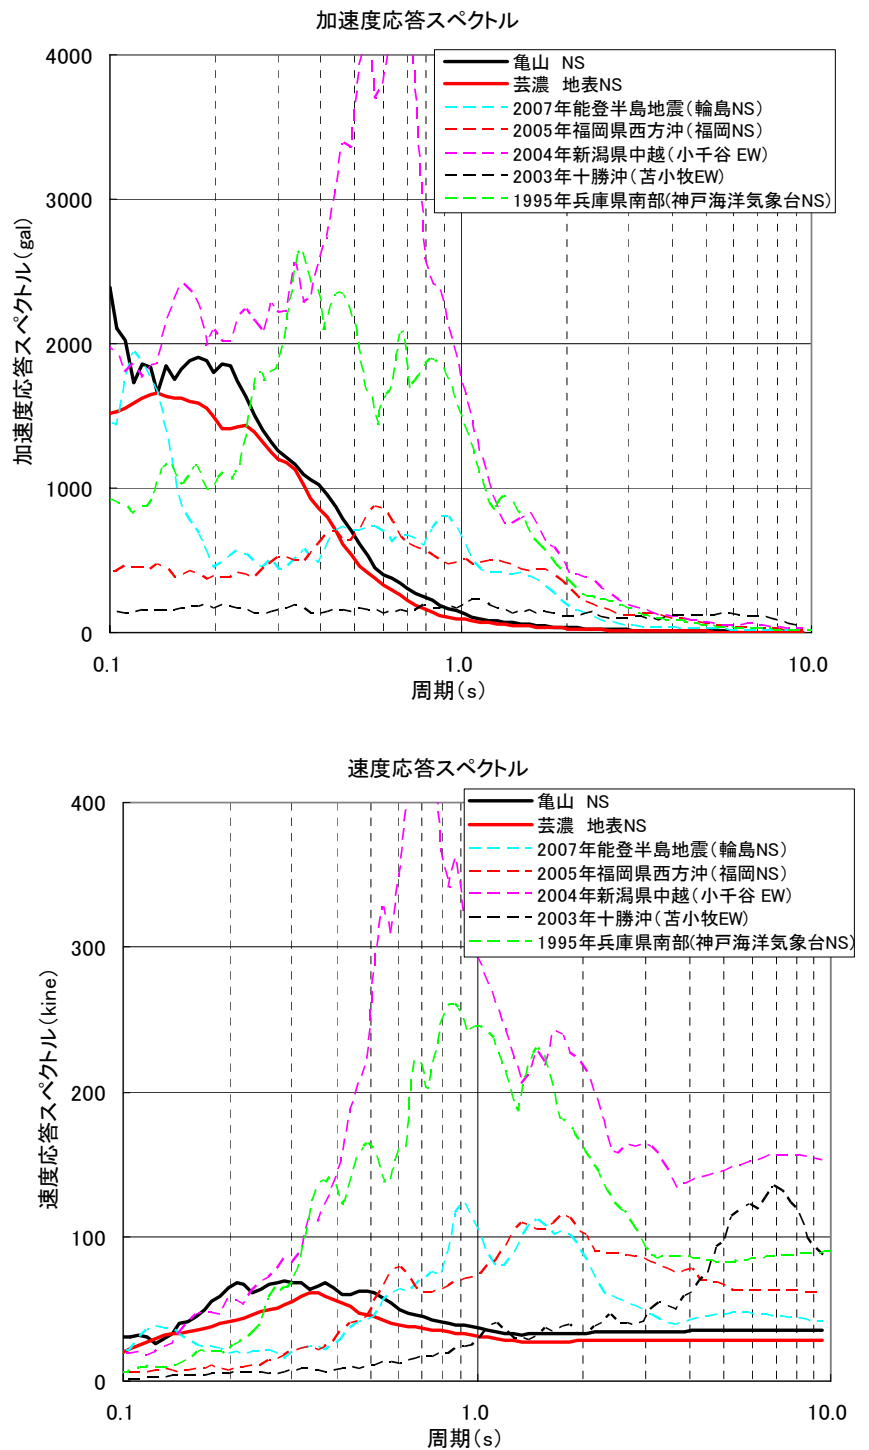 加速度応答スペクトル
4000
3000
2000
1000
0
加速度応答スペクトル(gal)
亀山 NS
芸濃 地表NS
2007年能登半島地震(輪島NS)
2005年福岡県西方沖(福岡NS)
2004年新潟県中越(小千谷 EW)
2003年十勝沖(苫小牧EW)
1995年兵庫県南部(神戸海洋気象台NS)
0.1 1.0 10.0
周期(s)
速度応答スペクトル
400
300
200
100
0
速度応答スペクトル(kine)
亀山 NS
芸濃 地表NS
2007年能登半島地震(輪島NS)
2005年福岡県西方沖(福岡NS)
2004年新潟県中越(小千谷 EW)
2003年十勝沖(苫小牧EW)
1995年兵庫県南部(神戸海洋気象台NS)
0.1 1.0 10.0
周期(s)